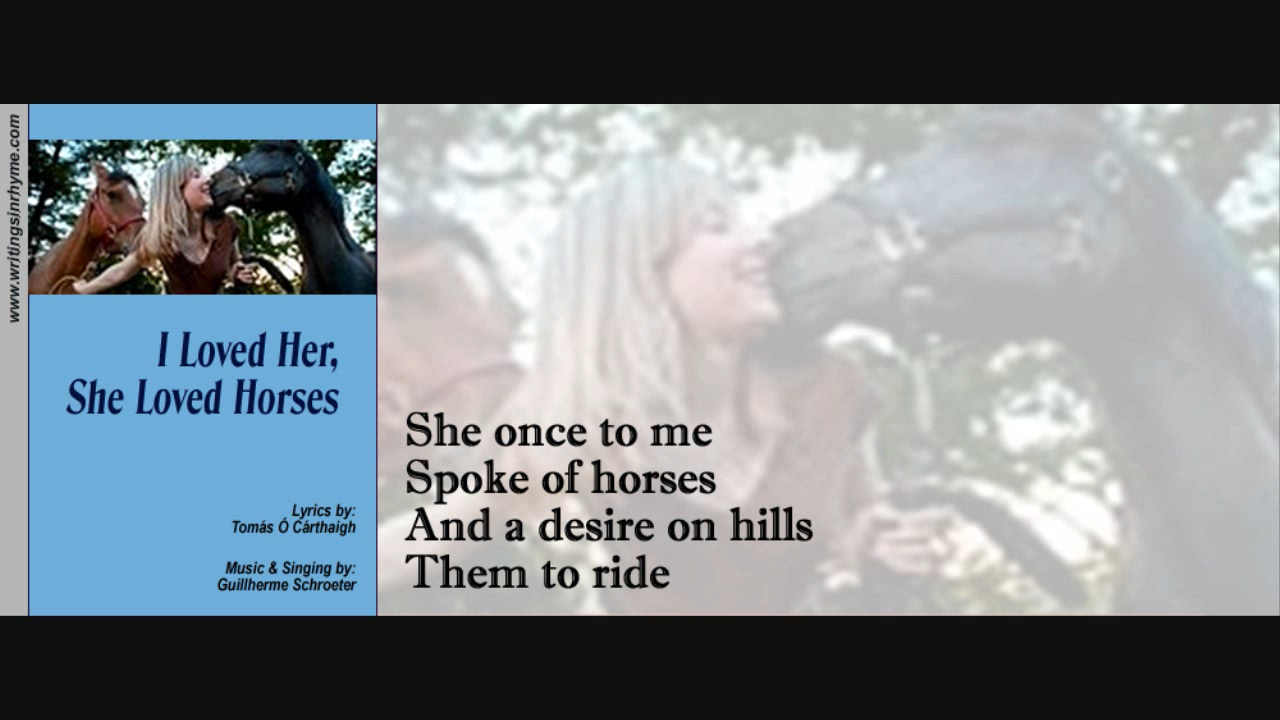 www.writingsinrhyme.com
I Loved Her,
She Loved Horses
Lyrics by:
Tomás Ó Cárthaigh
Music & Singing by:
Guillherme Schroeter
She once to me
Spoke of horses
And a desire on hills
Them to ride